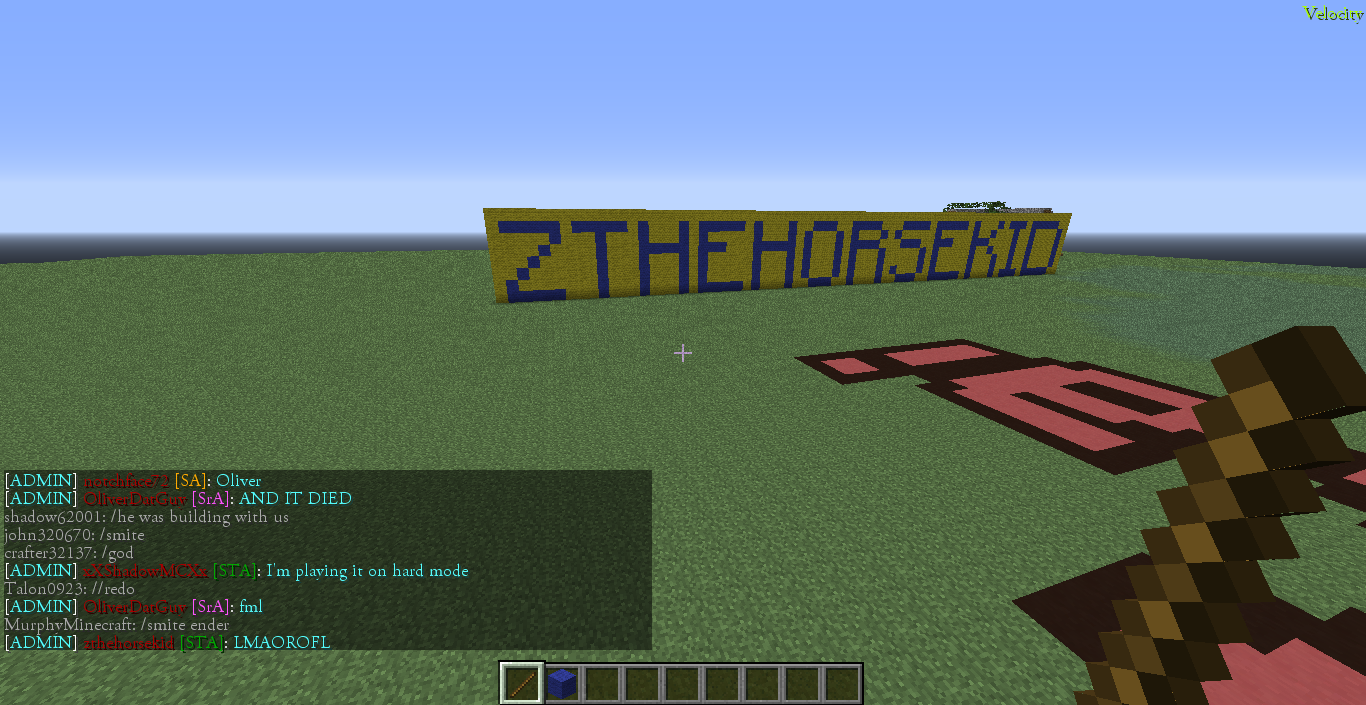 Velocity
ZTHEHORSEKID
[ADMIN] notchface72 [SA]: Oliver
[ADMIN] OliverDatGuy [SrA]: AND IT DIED
shadow62001: /he was building with us
john320670: /smite
crafter32137: /god
[ADMIN] xXShadowMCXx [STA]: I'm playing it on hard mode
Talon0923: //redo
[ADMIN] OliverDatGuy [SrA]: fml
MurphyMinecraft: /smite ender
[ADMIN] zthehorsekid [STA]: LMAOROFL